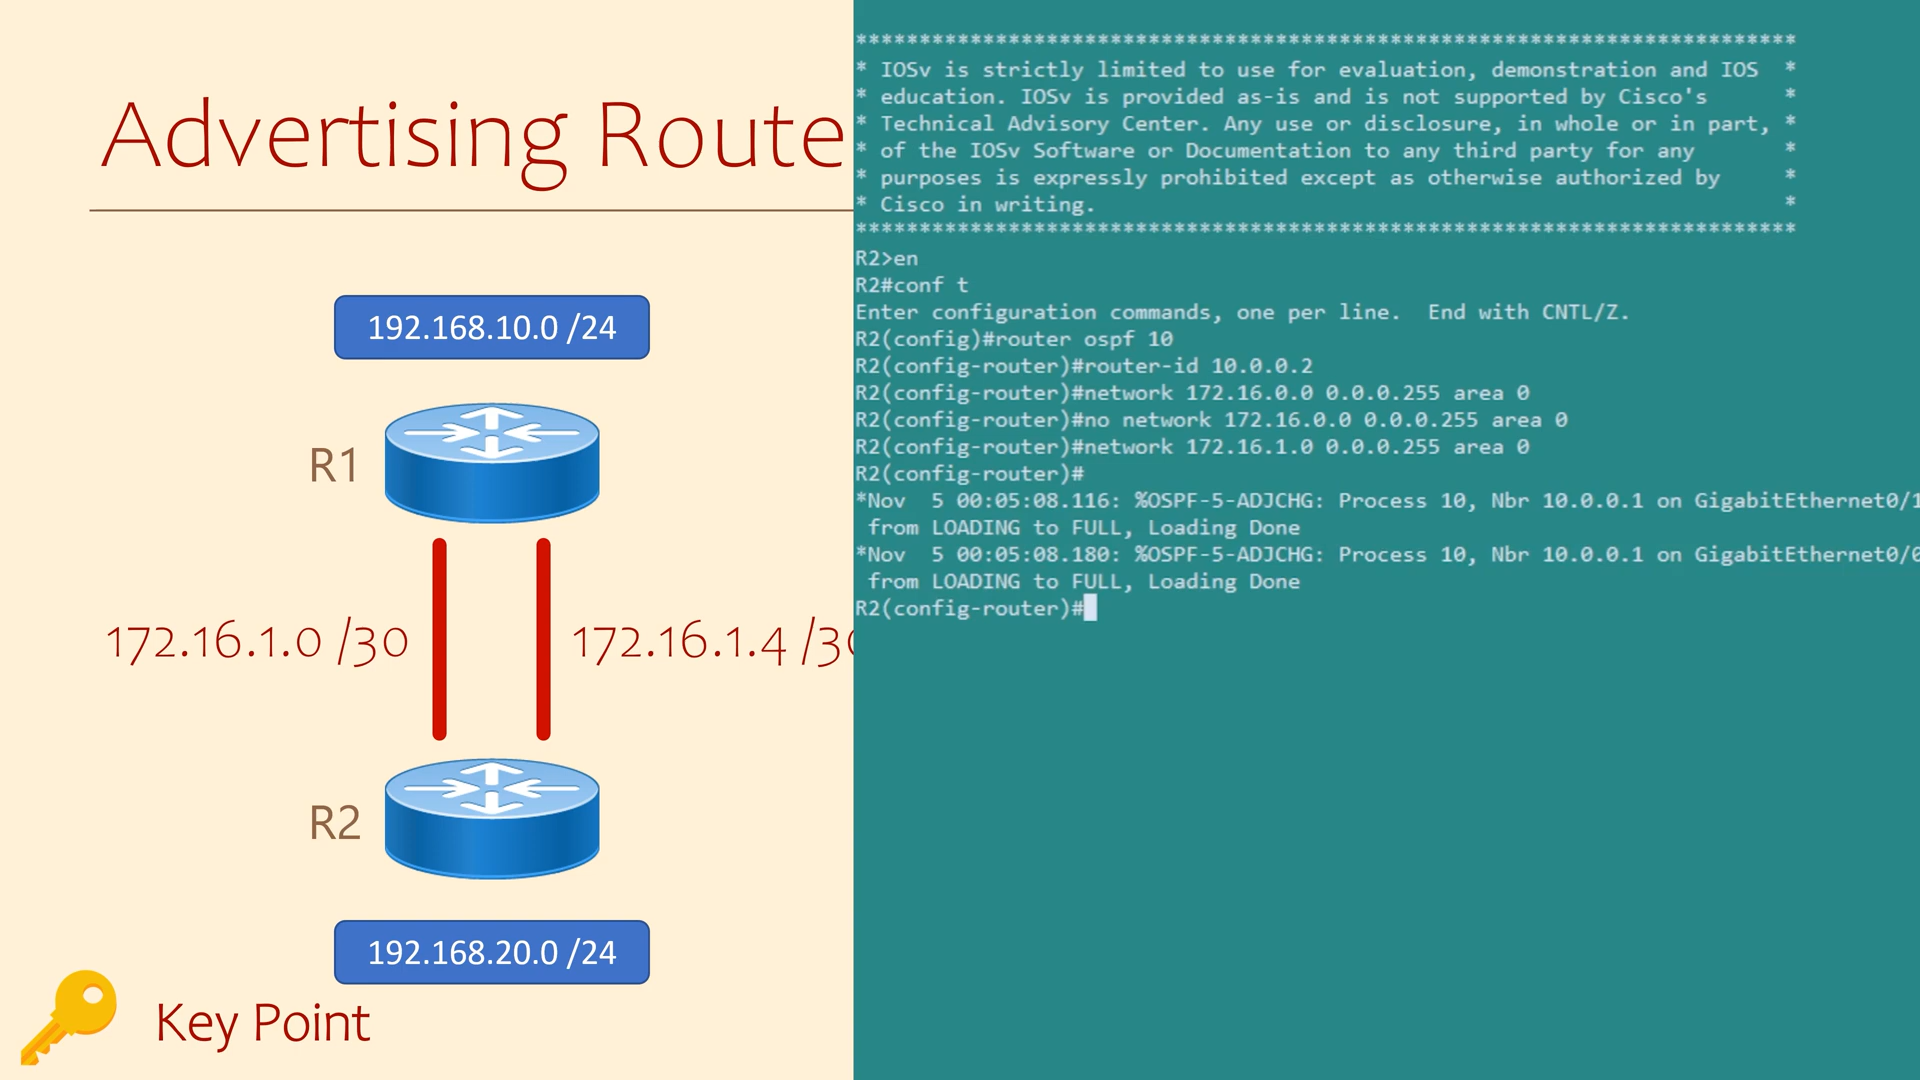 Advertising Route
192.168.10.0 /24
R1
172.16.1.0 /30
172.16.1.4 /30
R2
192.168.20.0 /24
Key Point
*****************************************************************************
* IOSv is strictly limited to use for evaluation, demonstration and IOS *
* education. IOSv is provided as-is and is not supported by Cisco's *
* Technical Advisory Center. Any use or disclosure, in whole or in part, *
* of the IOSv Software or Documentation to any third party for any *
* purposes is expressly prohibited except as otherwise authorized by *
* Cisco in writing. *
*****************************************************************************
R2>en
R2#conf t
Enter configuration commands, one per line. End with CNTL/Z.
R2(config)#router ospf 10
R2(config-router)#router-id 10.0.0.2
R2(config-router)#network 172.16.0.0 0.0.0.255 area 0
R2(config-router)#no network 172.16.0.0 0.0.0.255 area 0
R2(config-router)#network 172.16.1.0 0.0.0.255 area 0
R2(config-router)#
*Nov 5 00:05:08.116: %OSPF-5-ADJCHG: Process 10, Nbr 10.0.0.1 on GigabitEthernet0/1
from LOADING to FULL, Loading Done
*Nov 5 00:05:08.180: %OSPF-5-ADJCHG: Process 10, Nbr 10.0.0.1 on GigabitEthernet0/0
from LOADING to FULL, Loading Done
R2(config-router)#